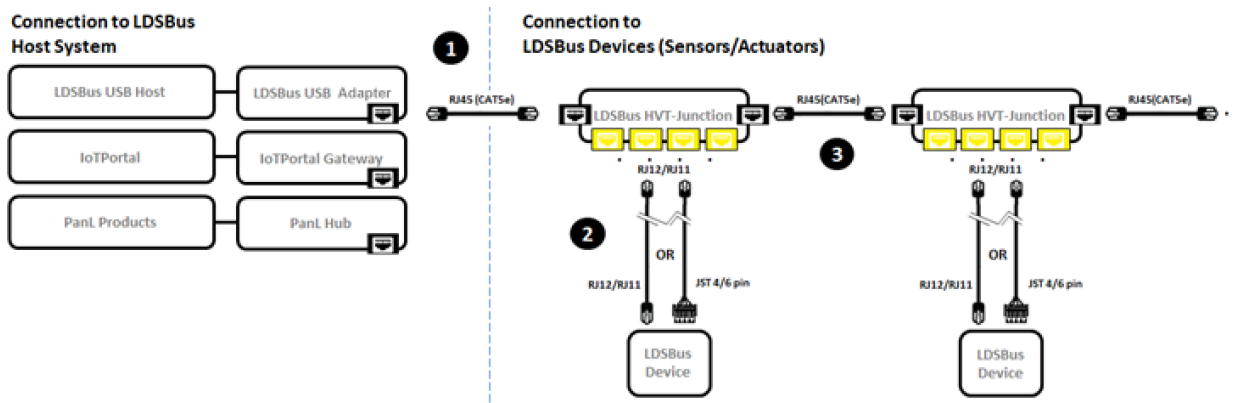 Connection to LDSBus
Host System
Connection to
LDSBus Devices (Sensors/Actuators)
1
LDSBus USB Host
LDSBus USB Adapter
RJ45 (CAT5e)
LDSBus HVT-Junction
RJ45(CAT5e)
LDSBus HVT-Junction
RJ45(CAT5e)
IoTPortal
IoTPortal Gateway
3
RJ12/RJ11
RJ12/RJ11
PanL Products
PanL Hub
2
OR
OR
RJ12/RJ11
JST 4/6 pin
RJ12/RJ11
JST 4/6 pin
LDSBus
Device
LDSBus
Device